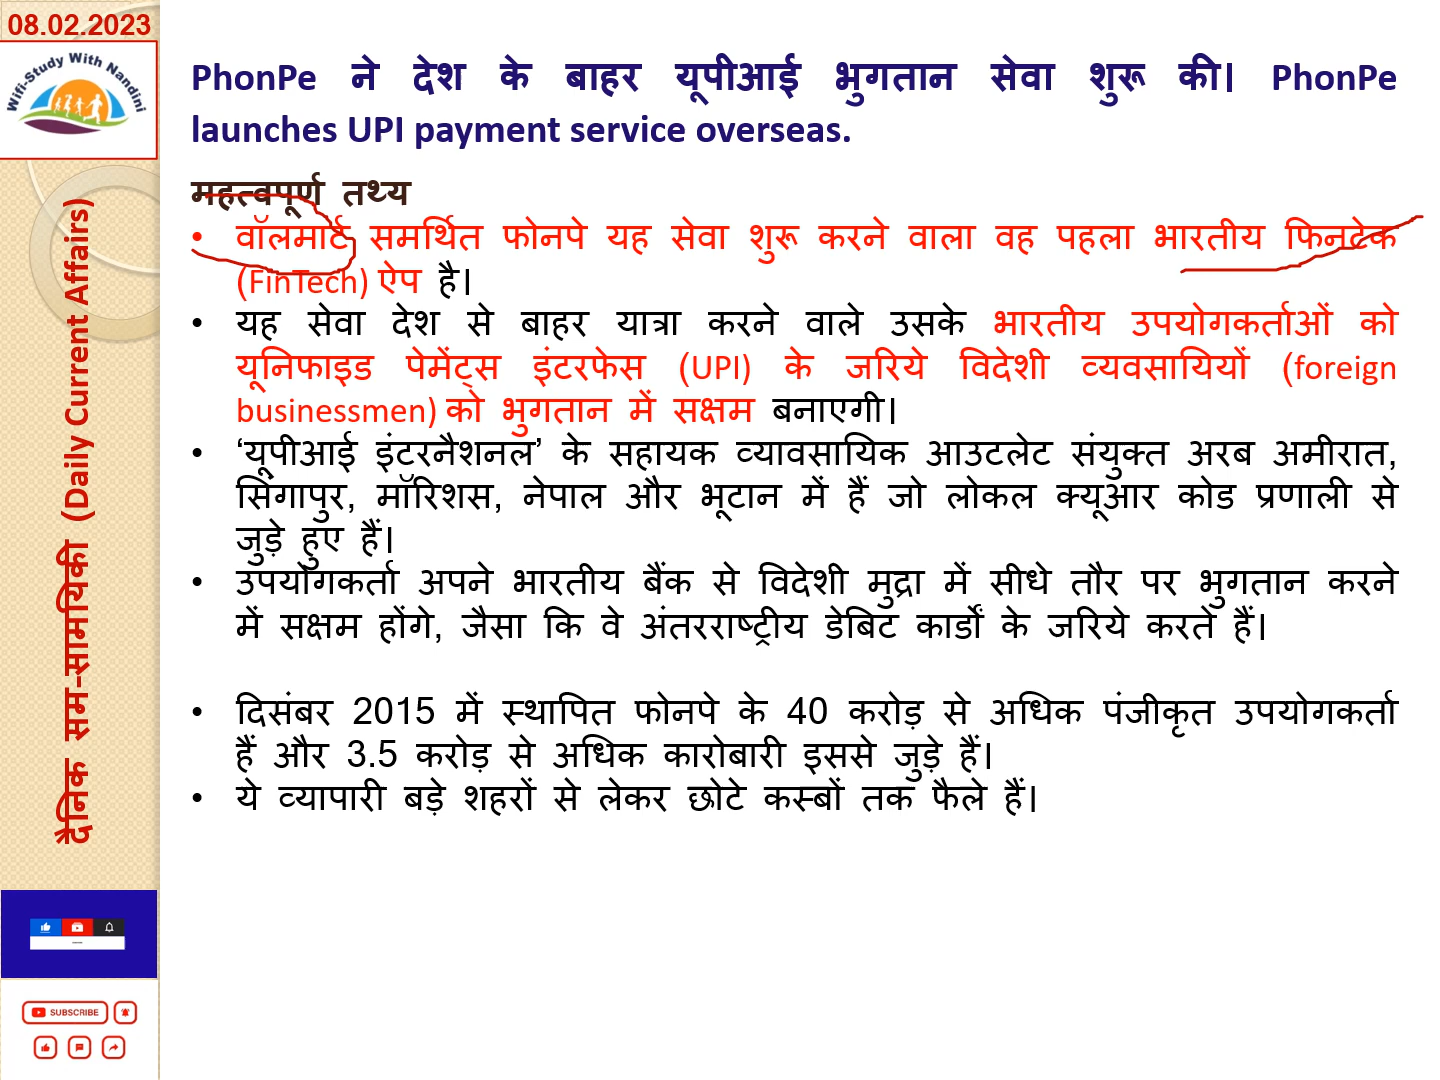 08.02.2023
Wifi-Study With Nandini
दैनिक सम-सामयिकी (Daily Current Affairs)
PhonPe ने देश के बाहर यूपीआई भुगतान सेवा शुरू की। PhonPe
launches UPI payment service overseas.
महत्वपूर्ण तथ्य
• वॉलमार्ट समर्थित फोनपे यह सेवा शुरू करने वाला वह पहला भारतीय फिनटेक
(FinTech) ऐप है।
• यह सेवा देश से बाहर यात्रा करने वाले उसके भारतीय उपयोगकर्ताओं को
यूनिफाइड पेमेंट्स इंटरफेस (UPI) के जरिये विदेशी व्यवसायियों (foreign
businessmen) को भुगतान में सक्षम बनाएगी।
• ‘यूपीआई इंटरनैशनल’ के सहायक व्यावसायिक आउटलेट संयुक्त अरब अमीरात,
सिंगापुर, मॉरिशस, नेपाल और भूटान में हैं जो लोकल क्यूआर कोड प्रणाली से
जुड़े हुए हैं।
• उपयोगकर्ता अपने भारतीय बैंक से विदेशी मुद्रा में सीधे तौर पर भुगतान करने
में सक्षम होंगे, जैसा कि वे अंतरराष्ट्रीय डेबिट कार्डों के जरिये करते हैं।
• दिसंबर 2015 में स्थापित फोनपे के 40 करोड़ से अधिक पंजीकृत उपयोगकर्ता
हैं और 3.5 करोड़ से अधिक कारोबारी इससे जुड़े हैं।
• ये व्यापारी बड़े शहरों से लेकर छोटे कस्बों तक फैले हैं।
SUBSCRIBE